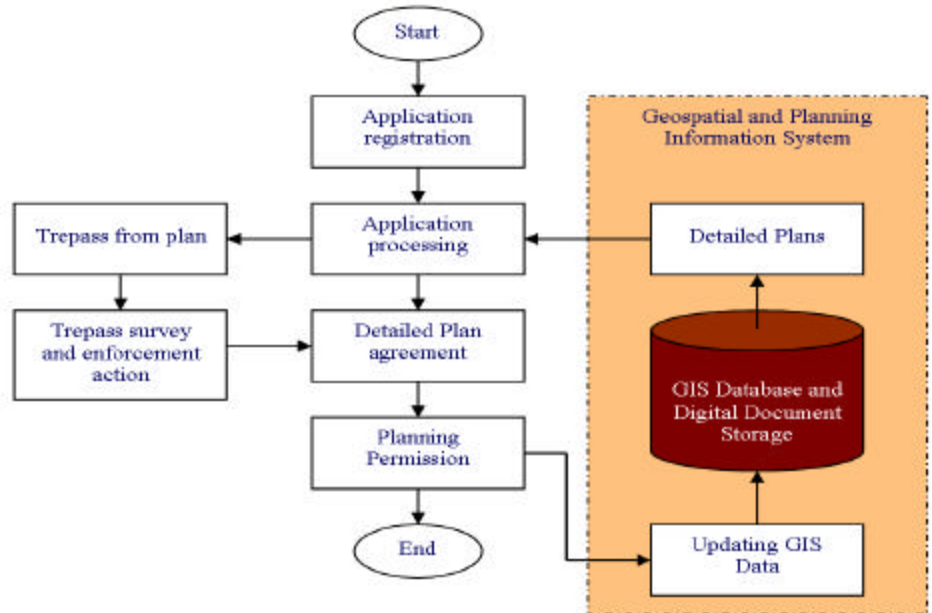 Start
Application
registration
Geospatial and Planning
Information System
Trepass from plan
Application
processing
Detailed Plans
Trepass survey
and enforcement
action
Detailed Plan
agreement
GIS Database and
Digital Document
Storage
Planning
Permission
End
Updating GIS
Data